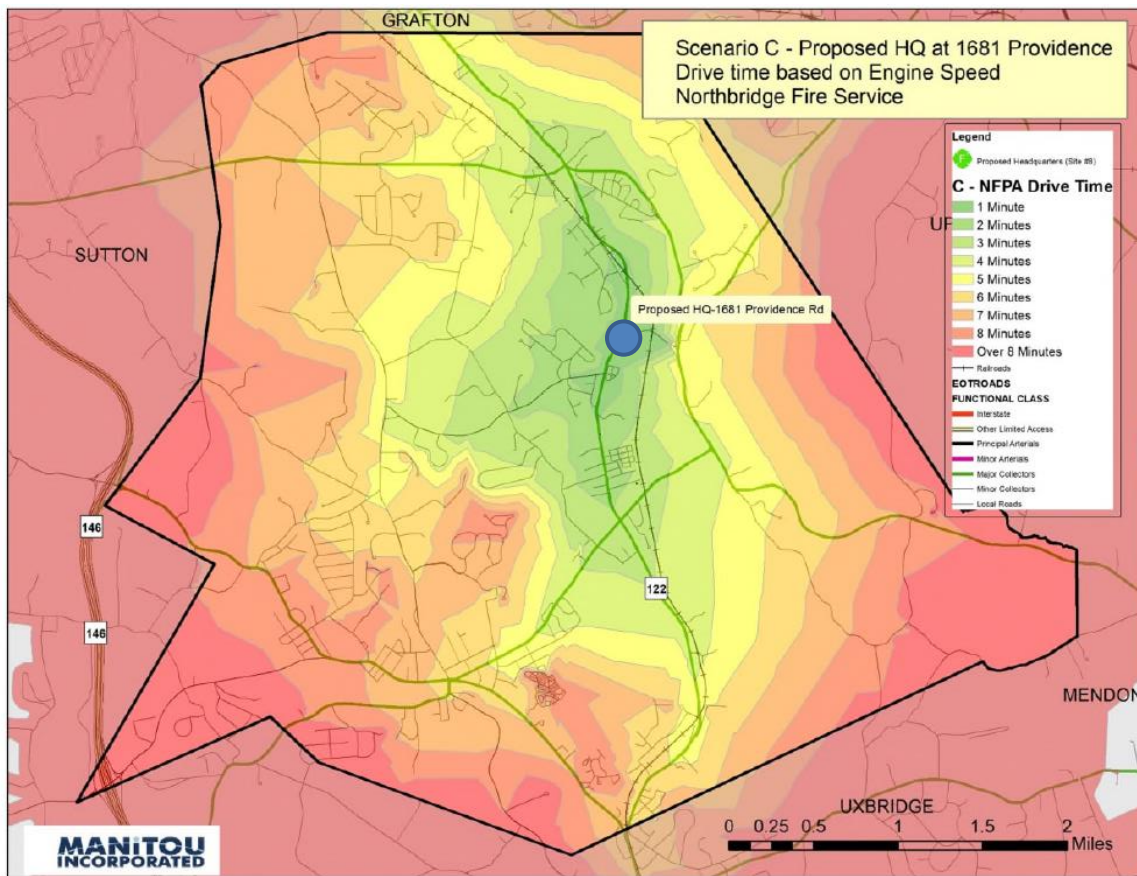 GRAFTON
Scenario C - Proposed HQ at 1681 Providence
Drive time based on Engine Speed
Northbridge Fire Service
Legend
F Proposed Headquarters (Site #8)
C - NFPA Drive Time
1 Minute
2 Minutes
3 Minutes
4 Minutes
5 Minutes
6 Minutes
7 Minutes
8 Minutes
Over 8 Minutes
Railroads
EOTROADS
FUNCTIONAL CLASS
Interstate
Other Limited Access
Principal Arterials
Minor Arterials
Major Collectors
Minor Collectors
Local Roads
SUTTON
Proposed HQ-1681 Providence Rd
146
122
146
MENDON
UXBRIDGE
0 0.25 0.5 1 1.5 2
Miles
MANITOU
INCORPORATED